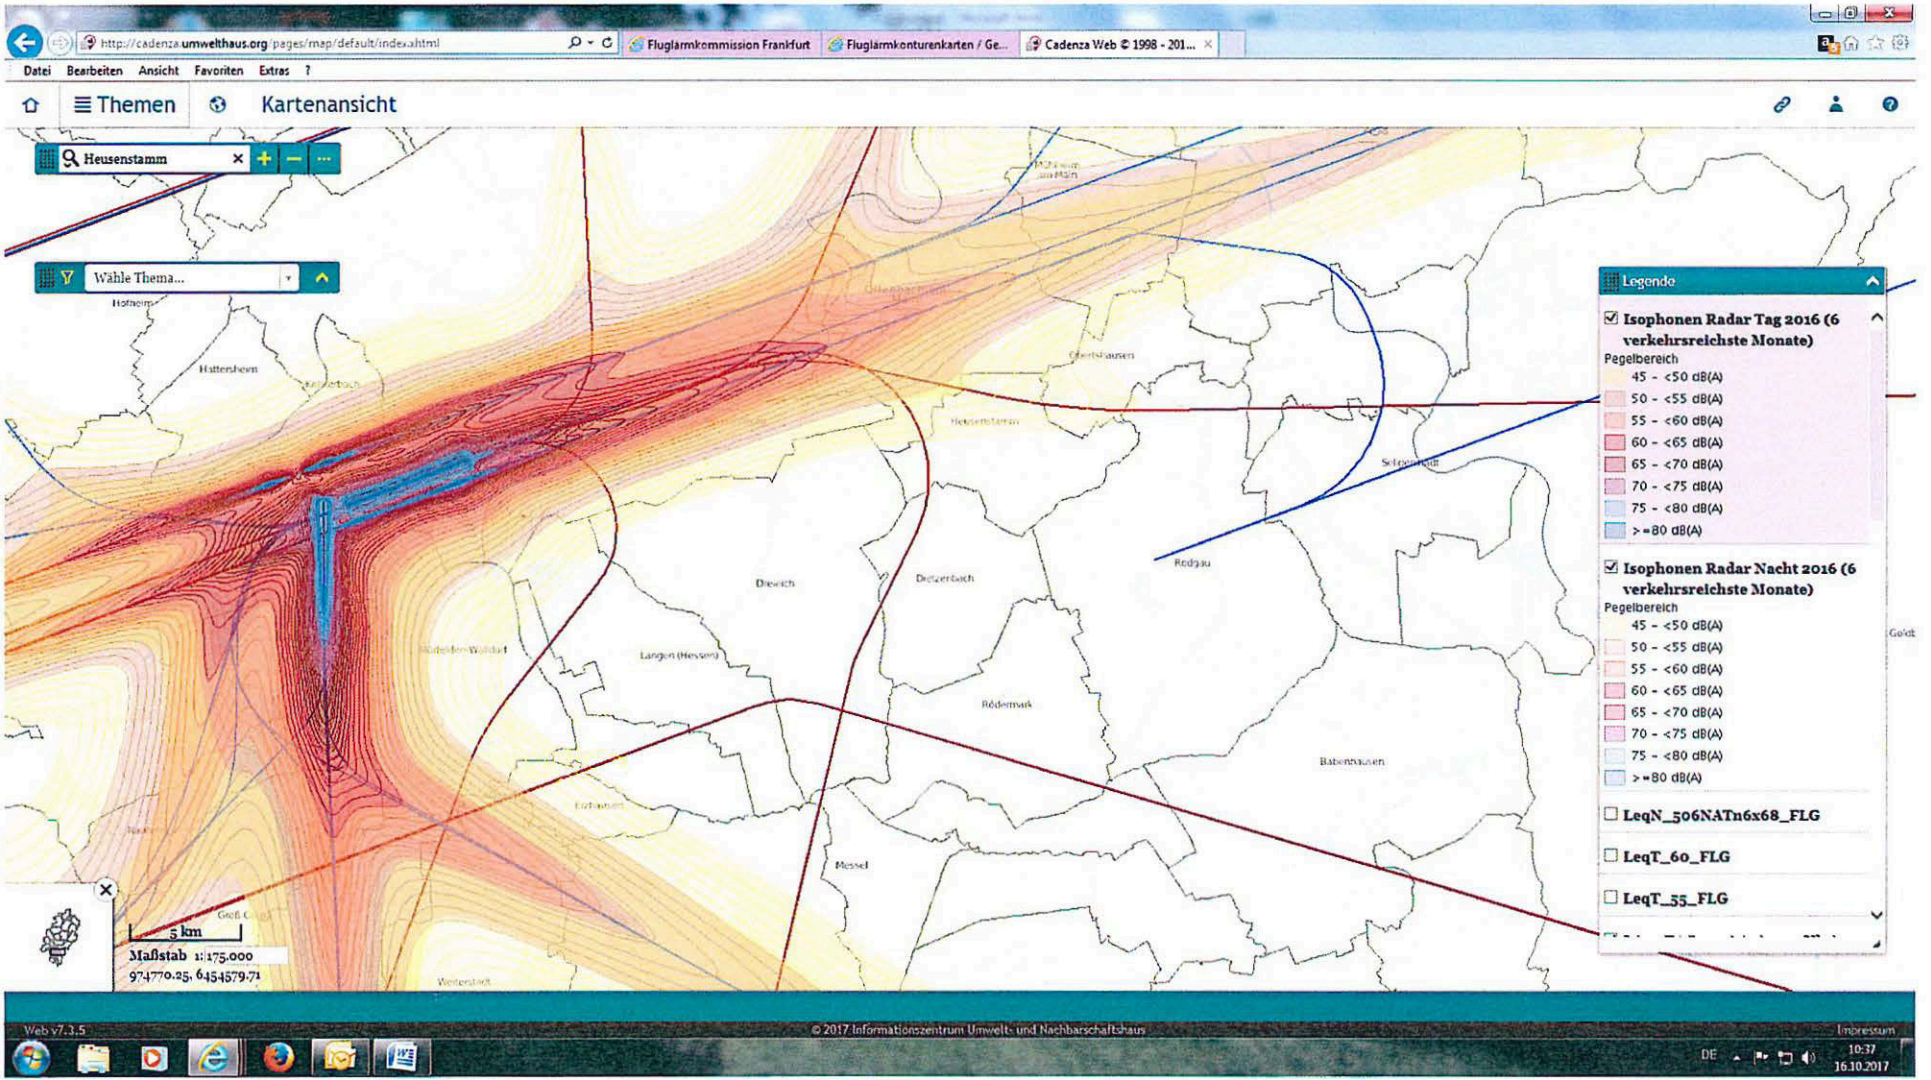 http://cadenza.umwelthaus.org/pages/map/default/index.xhtml
Fluglärmkommission Frankfurt
Fluglärmkonturenkarten / Ge...
Cadenza Web © 1998 - 201...
Datei Bearbeiten Ansicht Favoriten Extras ?
Themen Kartenansicht
Heusenstamm
Wähle Thema...
Hofheim
Hattersheim
Kelsterbach
Mühlheim
am Main
Offenbach
Obertshausen
Heusenstamm
Seligenstadt
Rodgau
Dietzenbach
Dreieich
Mörfelden-Walldorf
Langen (Hessen)
Rödermark
Babenhausen
Erzhausen
Messel
Groß G
Weiterstadt
Legende
Isophonen Radar Tag 2016 (6
verkehrsreichste Monate)
Pegelbereich
45 - <50 dB(A)
50 - <55 dB(A)
55 - <60 dB(A)
60 - <65 dB(A)
65 - <70 dB(A)
70 - <75 dB(A)
75 - <80 dB(A)
>=80 dB(A)
Isophonen Radar Nacht 2016 (6
verkehrsreichste Monate)
Pegelbereich
45 - <50 dB(A)
50 - <55 dB(A)
55 - <60 dB(A)
60 - <65 dB(A)
65 - <70 dB(A)
70 - <75 dB(A)
75 - <80 dB(A)
>=80 dB(A)
LeqN_506NATn6x68_FLG
LeqT_60_FLG
LeqT_55_FLG
5 km
Maßstab 1: 175.000
974770.25, 6454579.71
Web v7.3.5
© 2017 Informationszentrum Umwelt- und Nachbarschaftshaus
Impressum
DE
10:37
16.10.2017